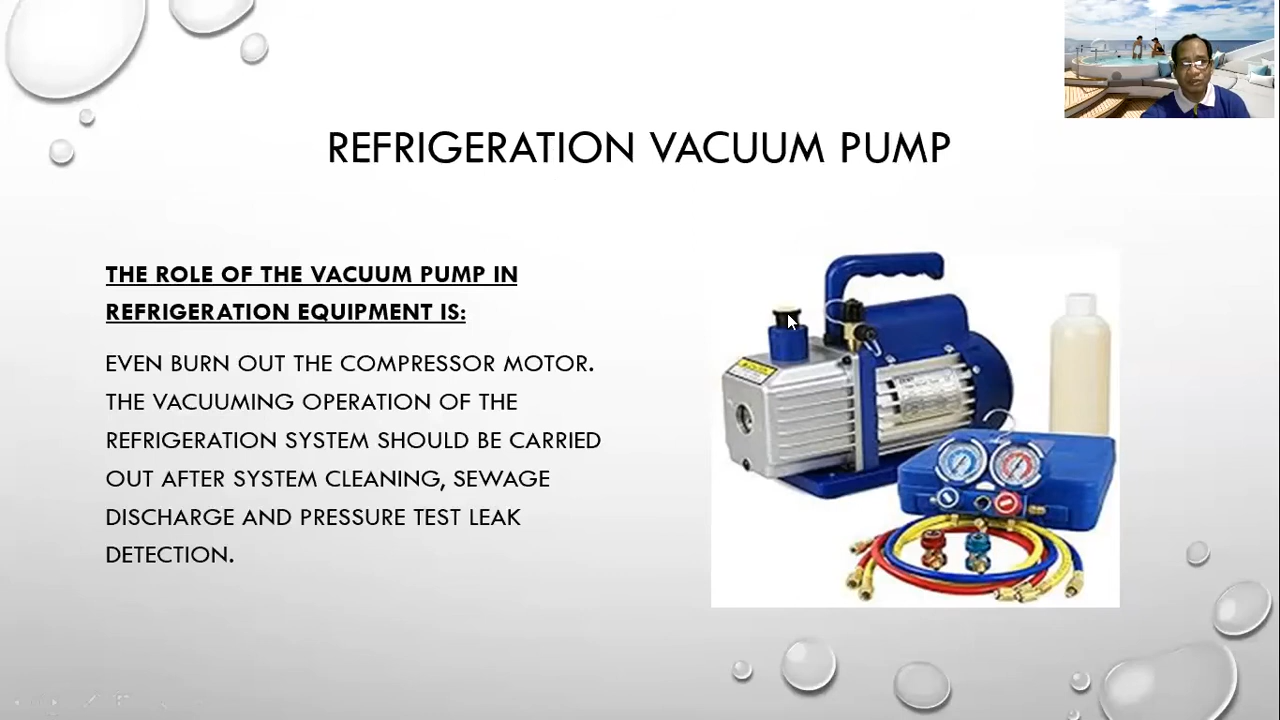 REFRIGERATION VACUUM PUMP
THE ROLE OF THE VACUUM PUMP IN
REFRIGERATION EQUIPMENT IS:
EVEN BURN OUT THE COMPRESSOR MOTOR.
THE VACUUMING OPERATION OF THE
REFRIGERATION SYSTEM SHOULD BE CARRIED
OUT AFTER SYSTEM CLEANING, SEWAGE
DISCHARGE AND PRESSURE TEST LEAK
DETECTION.